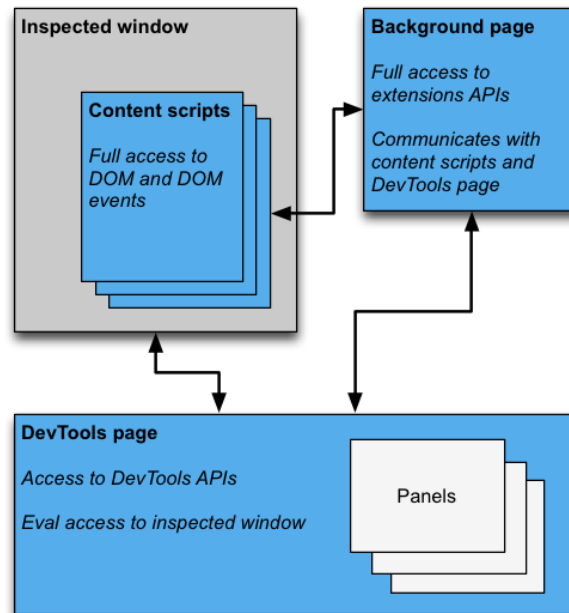 Inspected window
Content scripts
Full access to
DOM and DOM
events
Background page
Full access to
extensions APIs
Communicates with
content scripts and
DevTools page
DevTools page
Access to DevTools APIs
Eval access to inspected window
Panels